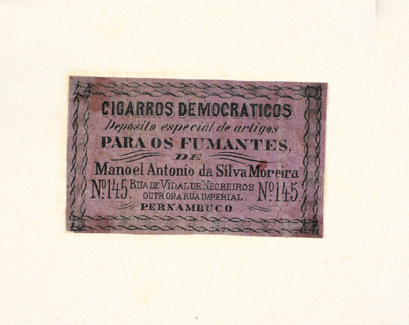 CIGARROS DEMOCRATICOS
Deposito especial de artigos
PARA OS FUMANTES,
DE
Manoel Antonio da Silva Moreira
Nº 145. RUA DE VIDAL DE NEGREIROS Nº 145.
OUTR ORA RUA IMPERIAL.
PERNAMBUCO